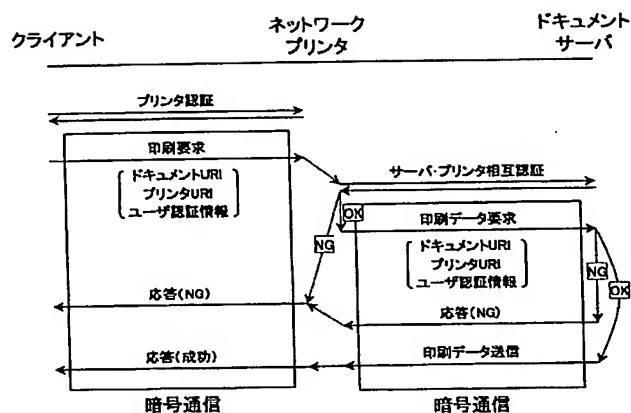 クライアント
ネットワーク
プリンタ
ドキュメント
サーバ
プリンタ認証
印刷要求
ドキュメントURI
プリンタURI
ユーザ認証情報
サーバ・プリンタ相互認証
OK
NG
印刷データ要求
ドキュメントURI
プリンタURI
ユーザ認証情報
NG
OK
応答(NG)
応答(NG)
応答(成功)
印刷データ送信
暗号通信
暗号通信